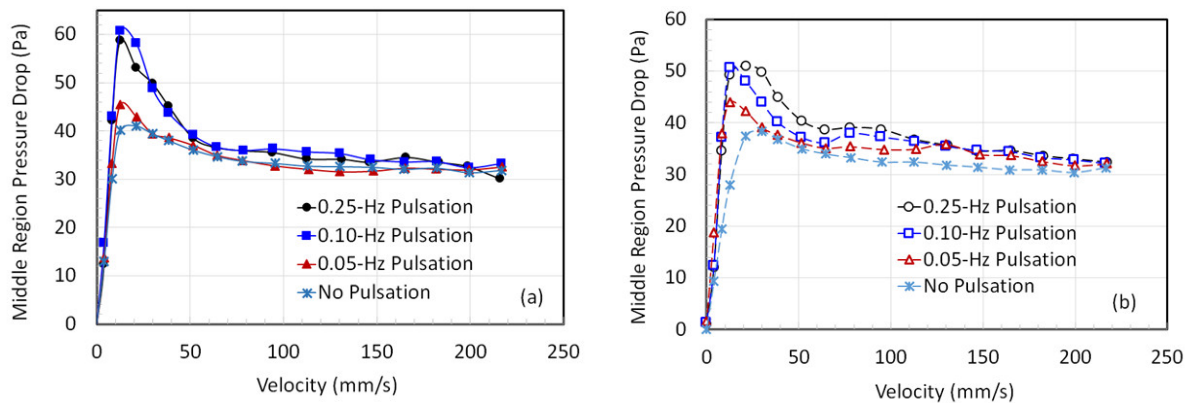 Middle Region Pressure Drop (Pa)
60
50
40
30
20
10
0
0.25-Hz Pulsation
0.10-Hz Pulsation
0.05-Hz Pulsation
No Pulsation
(a)
0 50 100 150 200 250
Velocity (mm/s)
Middle Region Pressure Drop (Pa)
60
50
40
30
20
10
0
0.25-Hz Pulsation
0.10-Hz Pulsation
0.05-Hz Pulsation
No Pulsation
(b)
0 50 100 150 200 250
Velocity (mm/s)